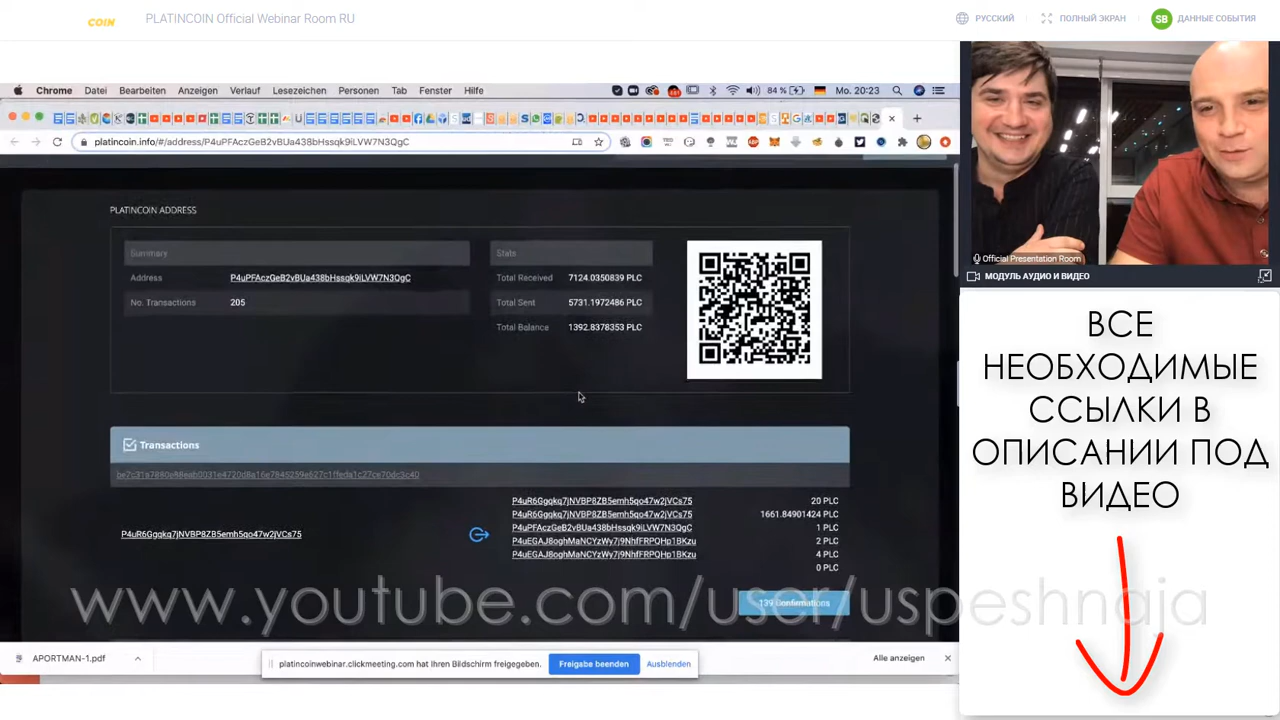 COIN
PLATINCOIN Official Webinar Room RU
РУССКИЙ
ПОЛНЫЙ ЭКРАН
SB
ДАННЫЕ СОБЫТИЯ
Chrome Datei Bearbeiten Anzeigen Verlauf Lesezeichen Personen Tab Fenster Hilfe
84 % Mo. 20:23
platincoin.info/#/address/P4uPFAczGeB2vBUa438bHssqk9iLVW7N3QgC
PLATINCOIN ADDRESS
Summary
Address P4uPFAczGeB2vBUa438bHssqk9iLVW7N3QgC
No. Transactions 205
State
Total Received 7124.0350839 PLC
Total Sent 5731.1972486 PLC
Total Balance 1392.8378353 PLC
Transactions
be7c31a7880e88eab0031e4720d8a16e7845259e627c1ffeda1c27ce70dc3c40
P4uR6Ggqkq7jNVBP8ZB5emh5qo47w2jVCs75
P4uR6Ggqkq7jNVBP8ZB5emh5qo47w2jVCs75 20 PLC
P4uR6Ggqkq7jNVBP8ZB5emh5qo47w2jVCs75 1661.84901424 PLC
P4uPFAczGeB2vBUa438bHssqk9iLVW7N3QgC 1 PLC
P4uEGAJ8oghMaNCYzWy7j9NhfFRPQHp1BKzu 2 PLC
P4uEGAJ8oghMaNCYzWy7j9NhfFRPQHp1BKzu 4 PLC
0 PLC
139 Confirmations
www.youtube.com/user/uspeshnaja
APORTMAN-1.pdf
platincoinwebinar.clickmeeting.com hat Ihren Bildschirm freigegeben.
Freigabe beenden
Ausblenden
Alle anzeigen
Official Presentation Room
МОДУЛЬ АУДИО И ВИДЕО
ВСЕ
НЕОБХОДИМЫЕ
ССЫЛКИ В
ОПИСАНИИ ПОД
ВИДЕО